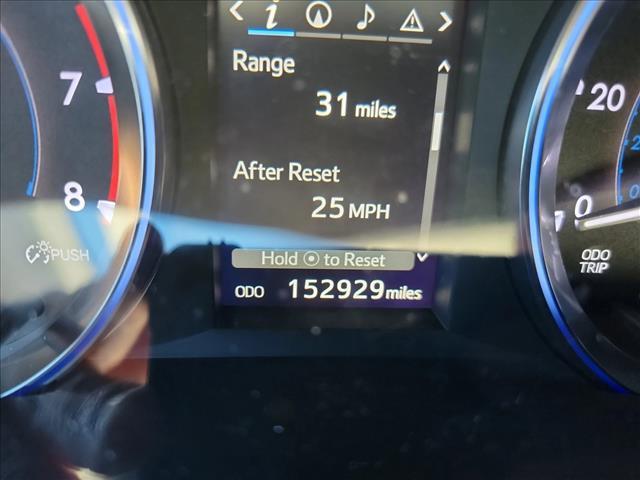 i
Range
31 miles
After Reset
25 MPH
Hold to Reset
ODO 152929 miles
7
8
PUSH
20
0
ODO
TRIP